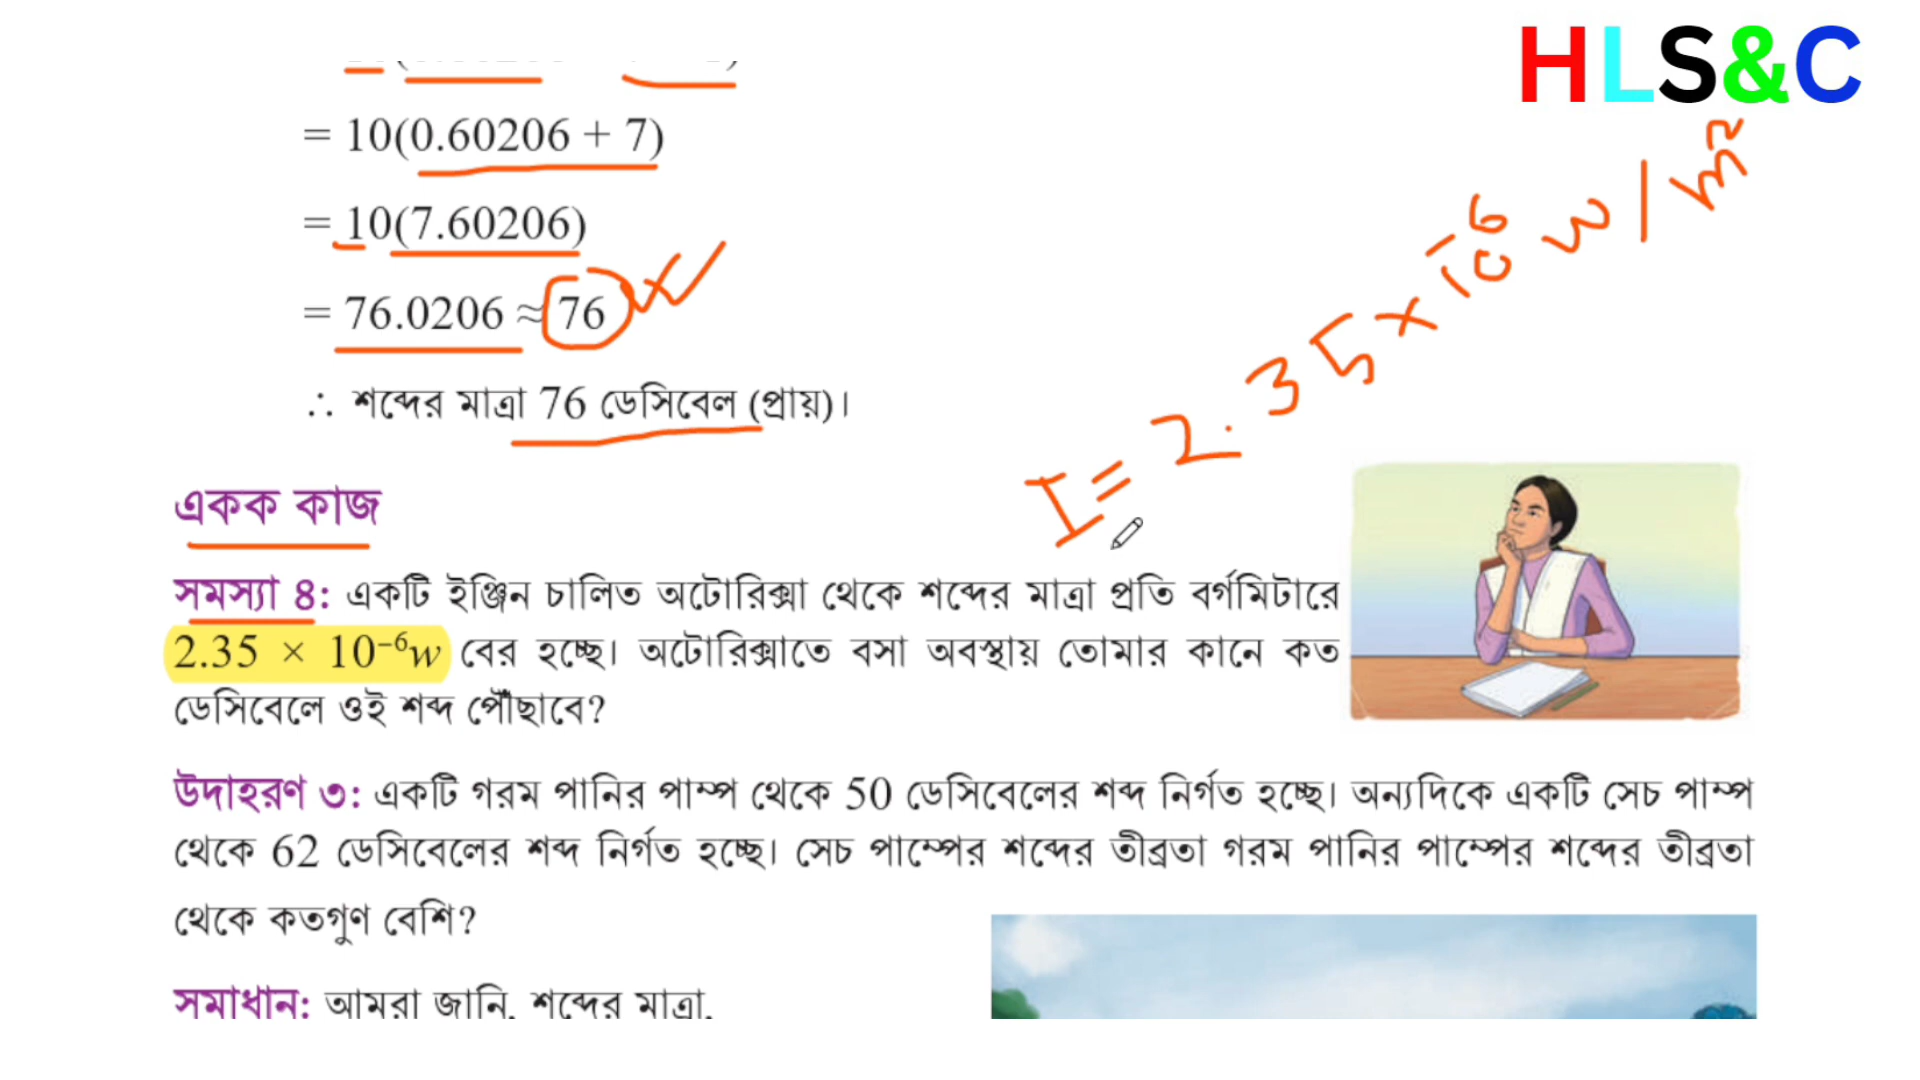 HLS&C
= 10(0.60206 + 7)
= 10(7.60206)
= 76.0206 ≈ 76
∴ শব্দের মাত্রা 76 ডেসিবেল (প্রায়)।
I = 2.35 × 10⁻⁶ w/m²
একক কাজ
সমস্যা ৪: একটি ইঞ্জিন চালিত অটোরিক্সা থেকে শব্দের মাত্রা প্রতি বর্গমিটারে
2.35 × 10⁻⁶w বের হচ্ছে। অটোরিক্সাতে বসা অবস্থায় তোমার কানে কত
ডেসিবেলে ওই শব্দ পৌঁছাবে?
উদাহরণ ৩: একটি গরম পানির পাম্প থেকে 50 ডেসিবেলের শব্দ নির্গত হচ্ছে। অন্যদিকে একটি সেচ পাম্প
থেকে 62 ডেসিবেলের শব্দ নির্গত হচ্ছে। সেচ পাম্পের শব্দের তীব্রতা গরম পানির পাম্পের শব্দের তীব্রতা
থেকে কতগুণ বেশি?
সমাধান: আমরা জানি, শব্দের মাত্রা,